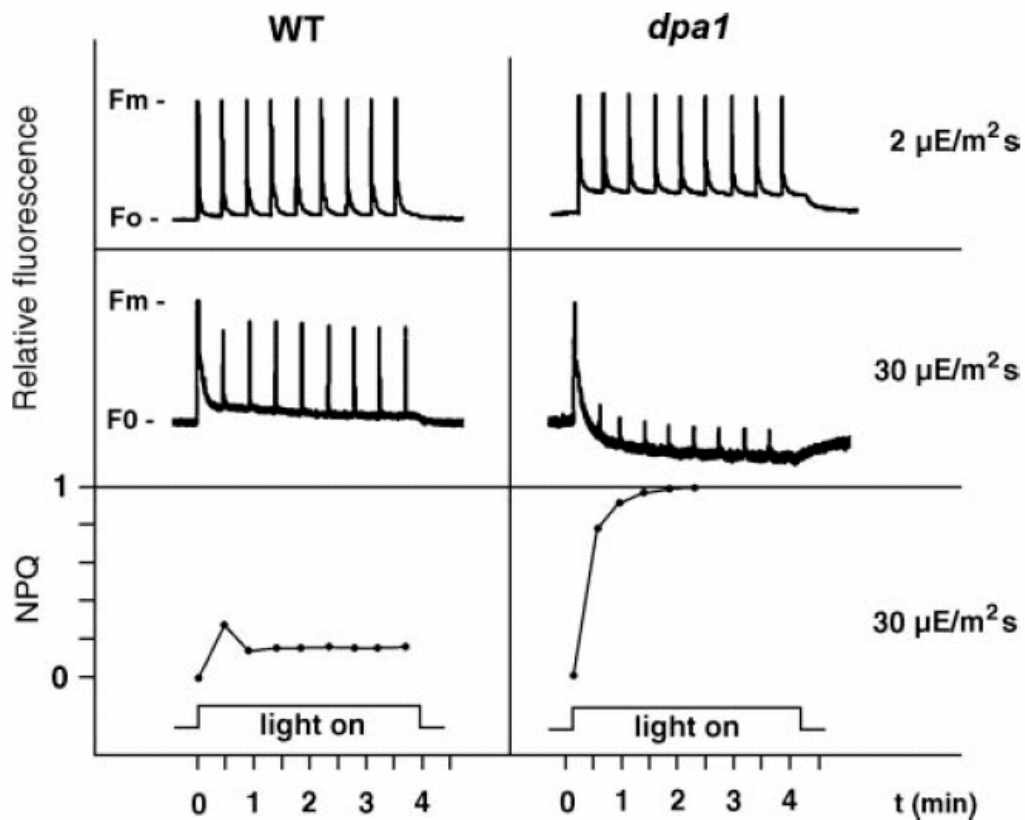 WT dpa1
Relative fluorescence
Fm -
Fo -
2 µE/m²s
Fm -
F0 -
30 µE/m²s
NPQ
1
0
30 µE/m²s
light on light on
0 1 2 3 4 0 1 2 3 4 t (min)